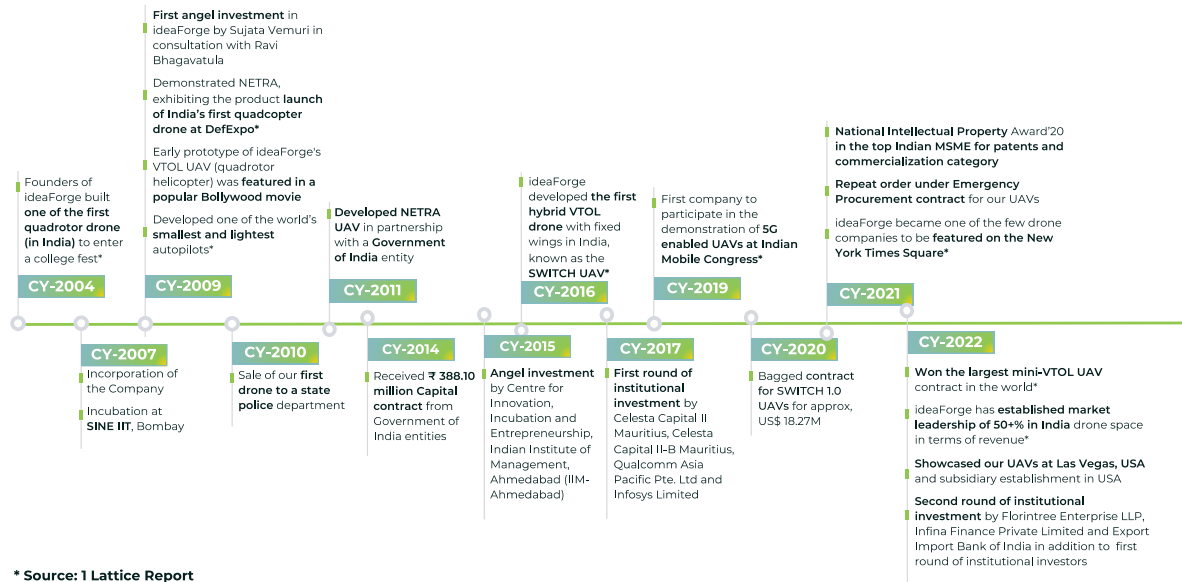 First angel investment in
ideaForge by Sujata Vemuri in
consultation with Ravi
Bhagavatula
Demonstrated NETRA,
exhibiting the product launch
of India's first quadcopter
drone at DefExpo*
Early prototype of ideaForge's
VTOL UAV (quadrotor
helicopter) was featured in a
popular Bollywood movie
Developed one of the world's
smallest and lightest
autopilots*
Founders of
ideaForge built
one of the first
quadrotor drone
(in India) to enter
a college fest*
Developed NETRA
UAV in partnership
with a Government
of India entity
ideaForge
developed the first
hybrid VTOL
drone with fixed
wings in India,
known as the
SWITCH UAV*
First company to
participate in the
demonstration of 5G
enabled UAVs at Indian
Mobile Congress*
National Intellectual Property Award'20
in the top Indian MSME for patents and
commercialization category
Repeat order under Emergency
Procurement contract for our UAVs
ideaForge became one of the few drone
companies to be featured on the New
York Times Square*
CY-2004
CY-2009
CY-2011
CY-2016
CY-2019
CY-2021
CY-2007
Incorporation of
the Company
Incubation at
SINE IIT, Bombay
CY-2010
Sale of our first
drone to a state
police department
CY-2014
Received ₹ 388.10
million Capital
contract from
Government of
India entities
CY-2015
Angel investment
by Centre for
Innovation,
Incubation and
Entrepreneurship,
Indian Institute of
Management,
Ahmedabad (IIM-
Ahmedabad)
CY-2017
First round of
institutional
investment by
Celesta Capital II
Mauritius, Celesta
Capital II-B Mauritius,
Qualcomm Asia
Pacific Pte. Ltd and
Infosys Limited
CY-2020
Bagged contract
for SWITCH 1.0
UAVs for approx,
US$ 18.27M
CY-2022
Won the largest mini-VTOL UAV
contract in the world*
ideaForge has established market
leadership of 50+% in India drone space
in terms of revenue*
Showcased our UAVs at Las Vegas, USA
and subsidiary establishment in USA
Second round of institutional
investment by Florintree Enterprise LLP,
Infina Finance Private Limited and Export
Import Bank of India in addition to first
round of institutional investors
* Source: 1 Lattice Report